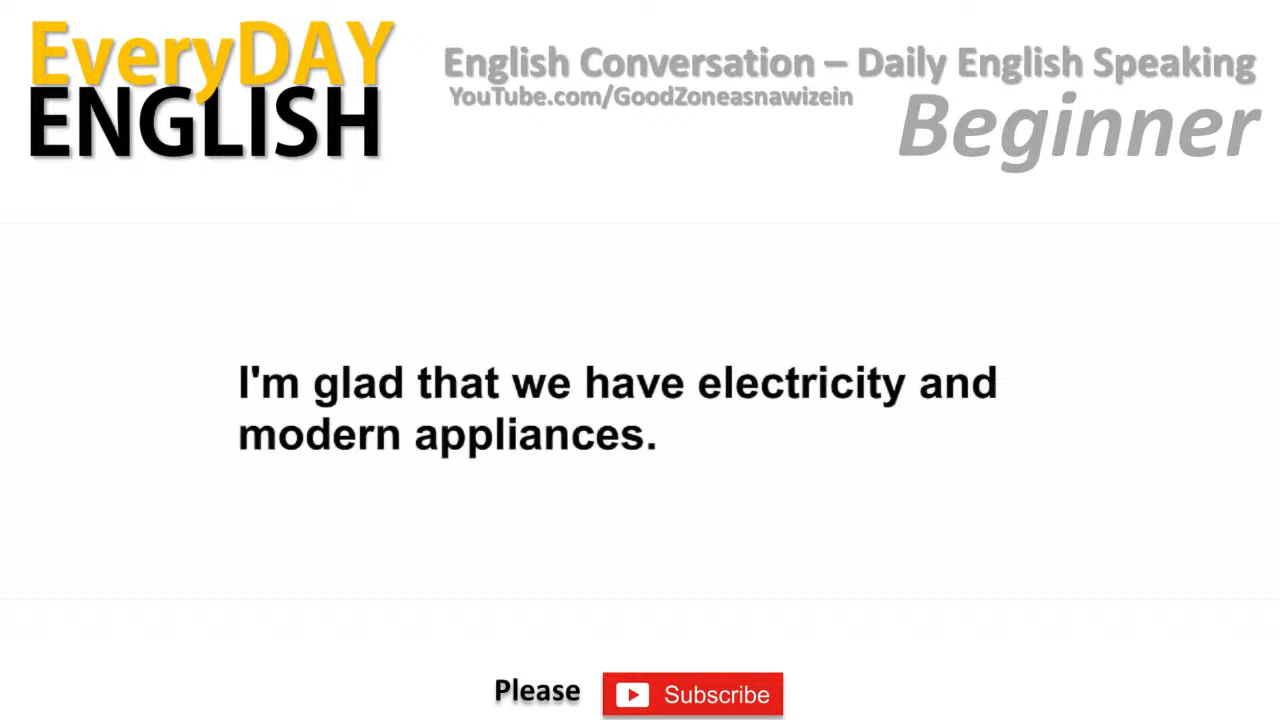 EveryDAY
ENGLISH
English Conversation – Daily English Speaking
YouTube.com/GoodZoneasnawizein
Beginner
I'm glad that we have electricity and
modern appliances.
Please
Subscribe